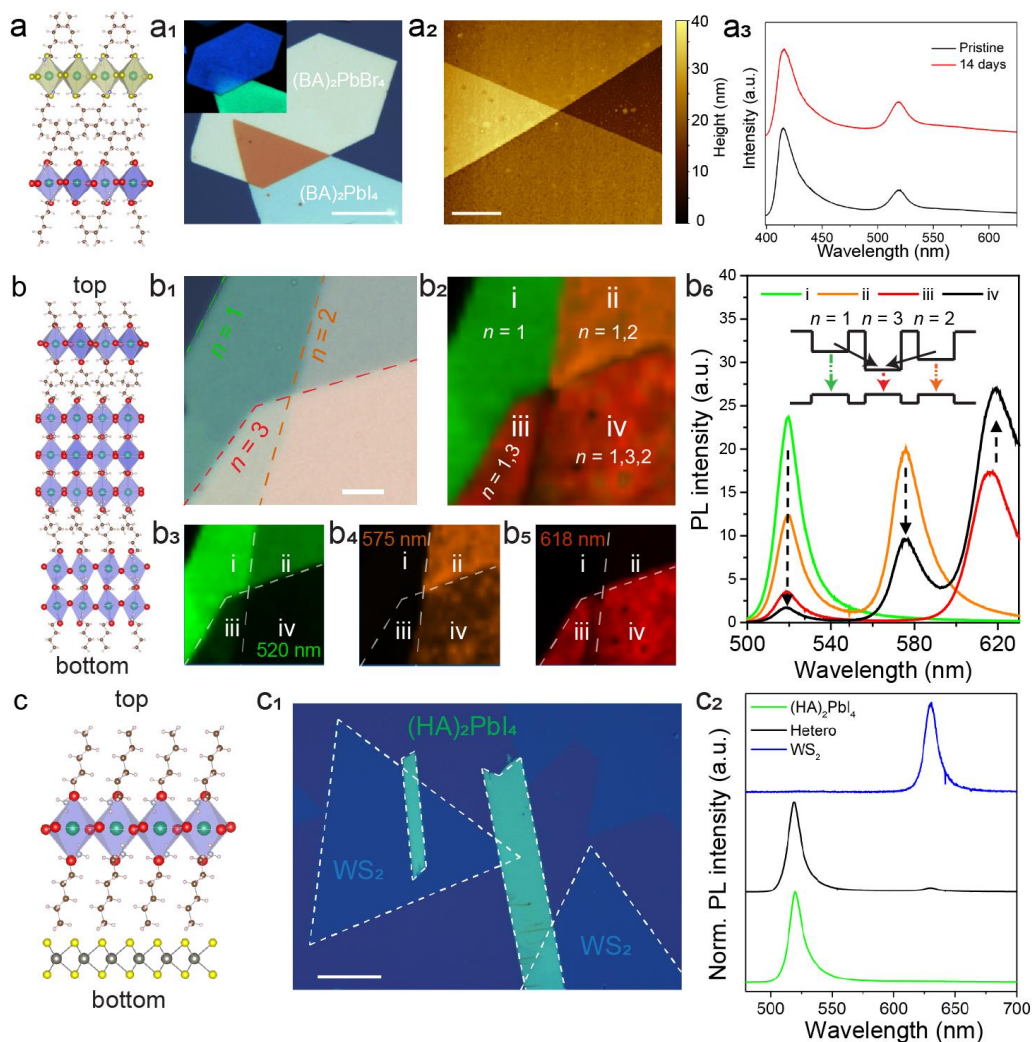 a
a₁
(BA)₂PbBr₄
(BA)₂PbI₄
a₂
40
30
20
10
0
Height (nm)
a₃
Pristine
14 days
Intensity (a.u.)
400 450 500 550 600
Wavelength (nm)
b
top
bottom
b₁
n = 1
n = 2
n = 3
b₂
i
n = 1
ii
n = 1,2
iii
n = 1,3
iv
n = 1,3,2
b₃
i
ii
iii
iv
520 nm
b₄
575 nm
i
ii
iii
iv
b₅
618 nm
i
ii
iii
iv
b₆
i ii iii iv
n = 1 n = 3 n = 2
40
35
30
25
20
15
10
5
0
PL intensity (a.u.)
500 540 580 620
Wavelength (nm)
c
top
bottom
c₁
(HA)₂PbI₄
WS₂
WS₂
c₂
(HA)₂PbI₄
Hetero
WS₂
Norm. PL intensity (a.u.)
500 550 600 650 700
Wavelength (nm)